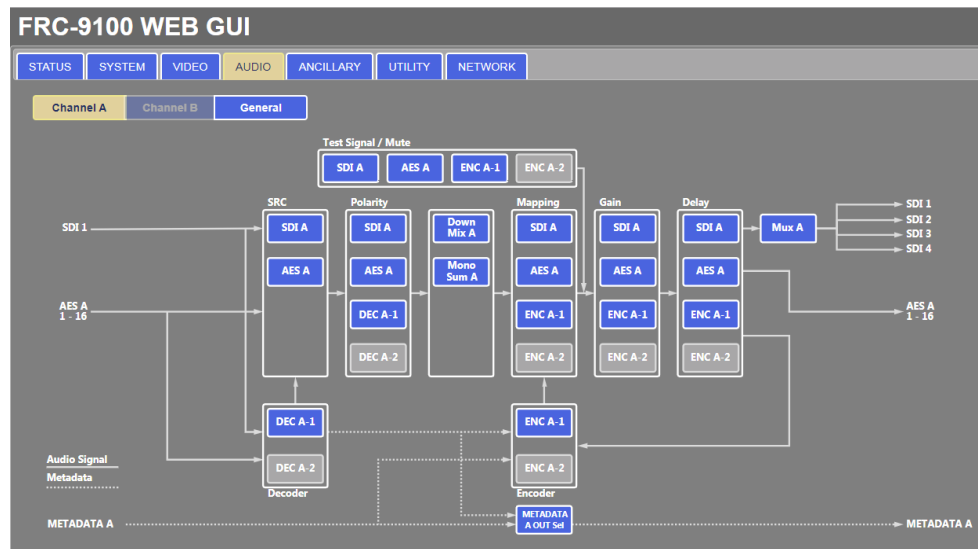 FRC-9100 WEB GUI
STATUS SYSTEM VIDEO AUDIO ANCILLARY UTILITY NETWORK
Channel A Channel B General
Test Signal / Mute
SDI A AES A ENC A-1 ENC A-2
SRC Polarity Mapping Gain Delay
SDI 1
SDI A SDI A Down Mix A SDI A SDI A SDI A Mux A
SDI 1
SDI 2
SDI 3
SDI 4
AES A AES A Mono Sum A AES A AES A AES A
AES A
1 - 16
DEC A-1 ENC A-1 ENC A-1 ENC A-1
AES A
1 - 16
DEC A-2 ENC A-2 ENC A-2 ENC A-2
DEC A-1 ENC A-1
DEC A-2 ENC A-2
Decoder Encoder
Audio Signal
Metadata
METADATA A
METADATA
A OUT Sel
METADATA A